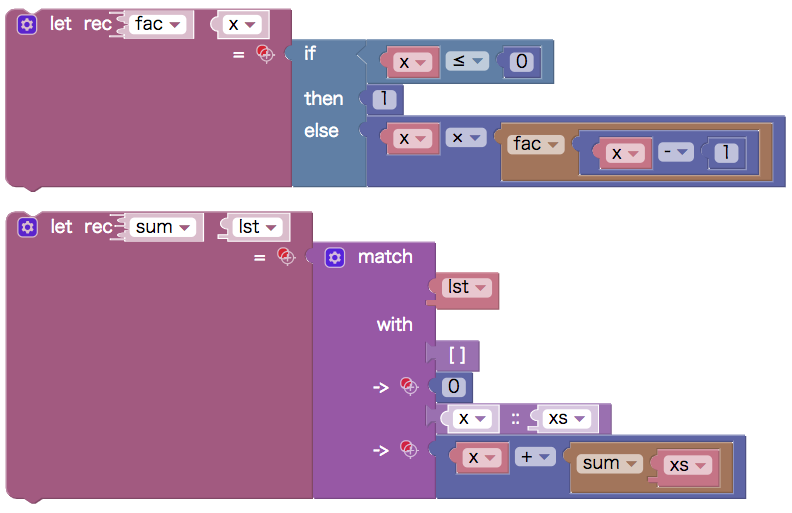 let rec fac x
= if x ≤ 0
then 1
else x × fac x - 1
let rec sum lst
= match
lst
with
[ ]
-> 0
x :: xs
-> x + sum xs